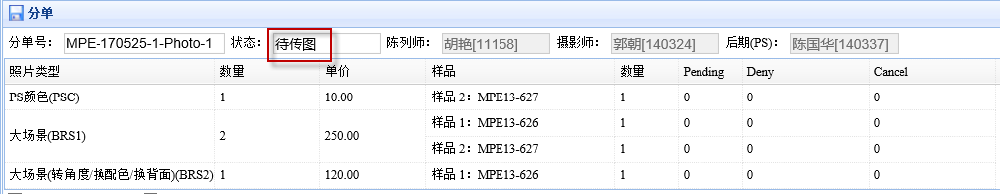 分单
分单号： MPE-170525-1-Photo-1 状态： 待传图 陈列师： 胡艳[11158] 摄影师： 郭朝[140324] 后期(PS)： 陈国华[140337]
照片类型 数量 单价 样品 数量 Pending Deny Cancel
PS颜色(PSC) 1 10.00 样品 2：MPE13-627 1 0 0 0
大场景(BRS1) 2 250.00 样品 1：MPE13-626 1 0 0 0
样品 2：MPE13-627 1 0 0 0
大场景(转角度/换配色/换背面)(BRS2) 1 120.00 样品 1：MPE13-626 1 0 0 0